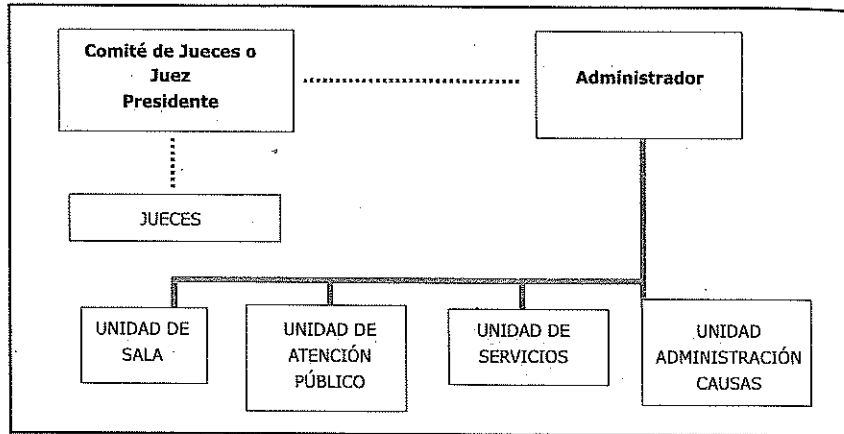 Comité de Jueces o
Juez
Presidente
Administrador
JUECES
UNIDAD DE
SALA
UNIDAD DE
ATENCIÓN
PÚBLICO
UNIDAD DE
SERVICIOS
UNIDAD
ADMINISTRACIÓN
CAUSAS